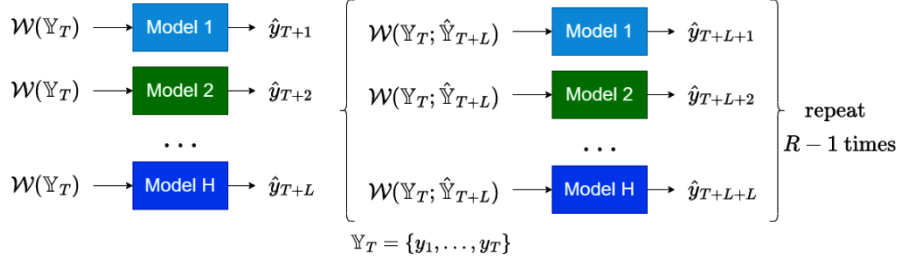 𝒲(𝕐_T) Model 1 ŷ_{T+1} 𝒲(𝕐_T; 𝕐̂_{T+L}) Model 1 ŷ_{T+L+1}
𝒲(𝕐_T) Model 2 ŷ_{T+2} 𝒲(𝕐_T; 𝕐̂_{T+L}) Model 2 ŷ_{T+L+2}
repeat
... ...
R − 1 times
𝒲(𝕐_T) Model H ŷ_{T+L} 𝒲(𝕐_T; 𝕐̂_{T+L}) Model H ŷ_{T+L+L}
𝕐_T = {y_1, . . . , y_T}